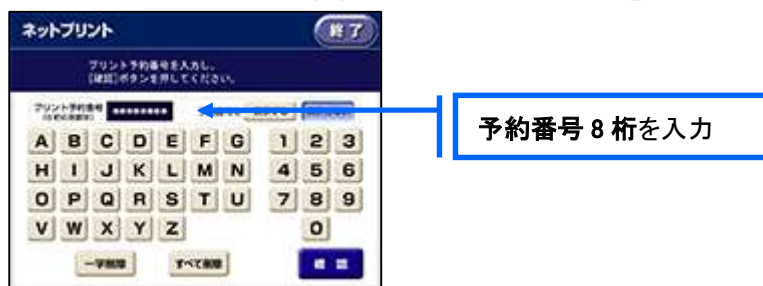 ネットプリント
終了
プリント予約番号を入力し、
[確認]ボタンを押してください。
プリント予約番号
********
A B C D E F G 1 2 3
H I J K L M N 4 5 6
O P Q R S T U 7 8 9
V W X Y Z 0
一字削除 すべて削除 確認
予約番号 8 桁を入力